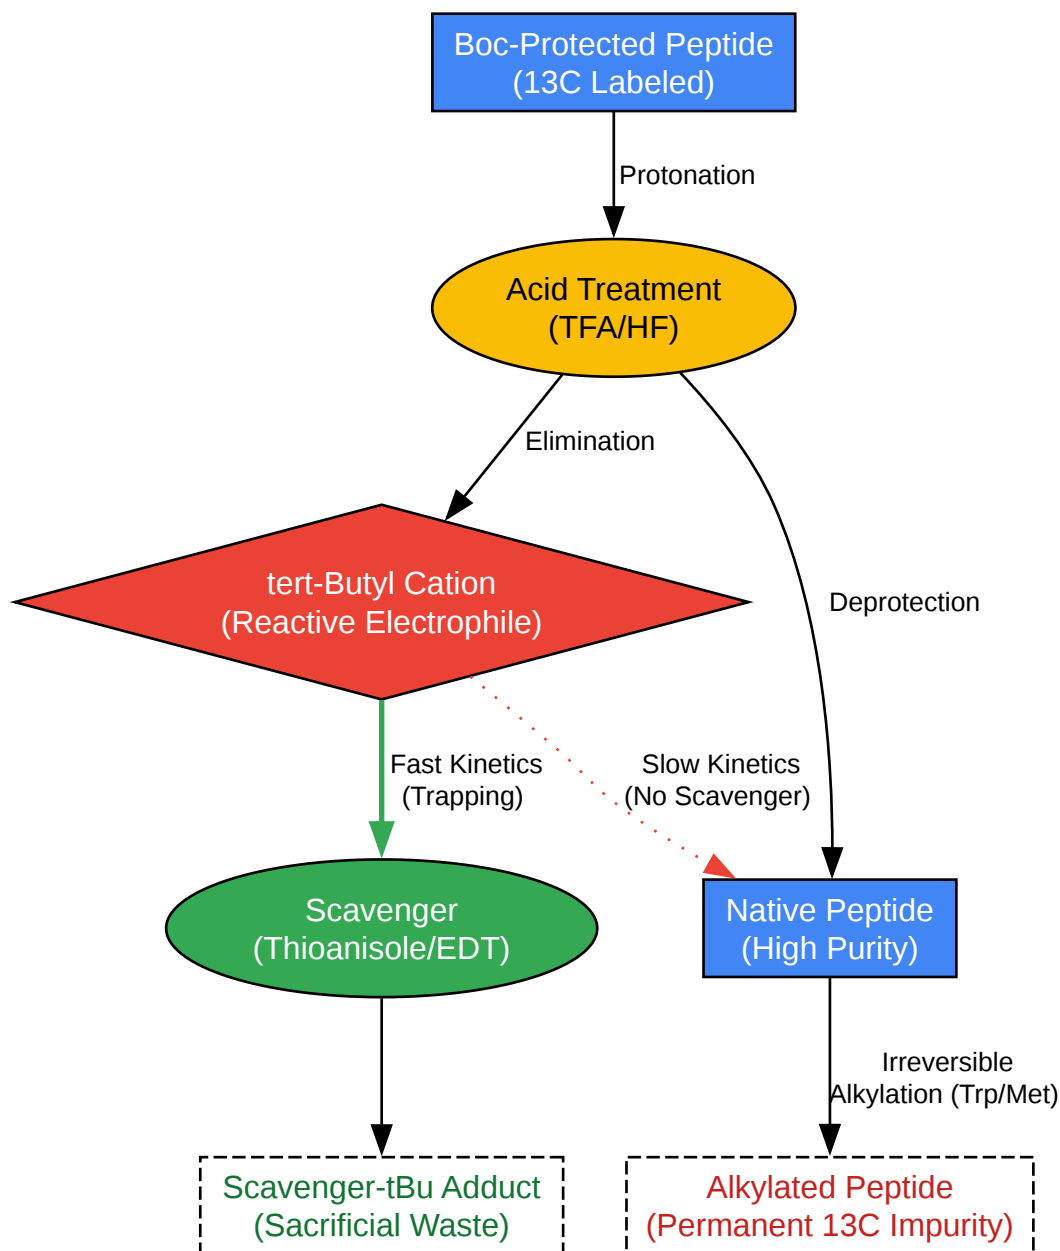 Boc-Protected Peptide
(13C Labeled)
Protonation
Acid Treatment
(TFA/HF)
Elimination
tert-Butyl Cation
(Reactive Electrophile)
Deprotection
Fast Kinetics
(Trapping)
Slow Kinetics
(No Scavenger)
Scavenger
(Thioanisole/EDT)
Native Peptide
(High Purity)
Irreversible
Alkylation (Trp/Met)
Scavenger-tBu Adduct
(Sacrificial Waste)
Alkylated Peptide
(Permanent 13C Impurity)